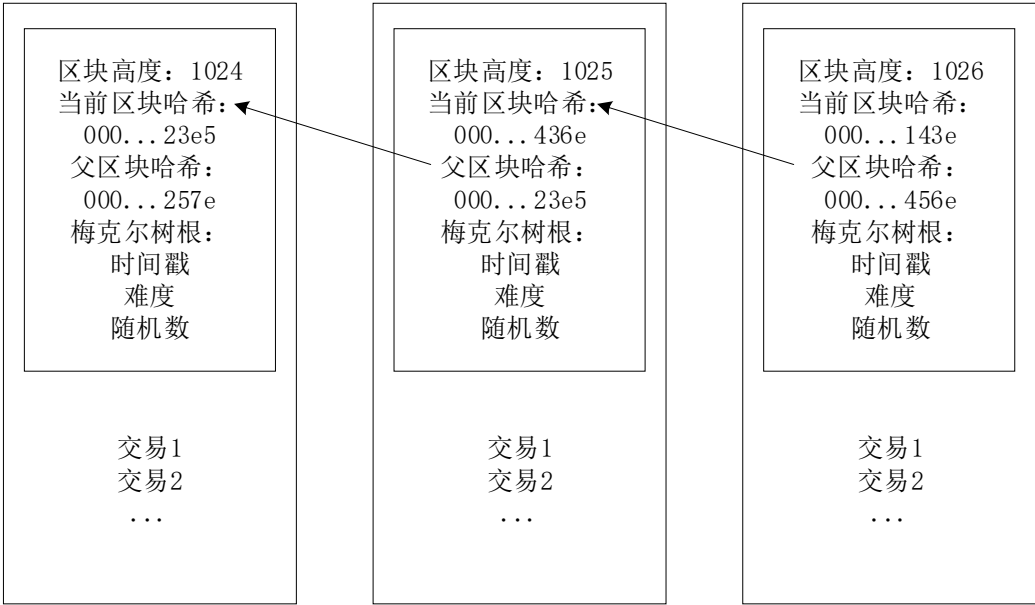 区块高度：1024
当前区块哈希：
000...23e5
父区块哈希：
000...257e
梅克尔树根：
时间戳
难度
随机数
交易1
交易2
...
区块高度：1025
当前区块哈希：
000...436e
父区块哈希：
000...23e5
梅克尔树根：
时间戳
难度
随机数
交易1
交易2
...
区块高度：1026
当前区块哈希：
000...143e
父区块哈希：
000...456e
梅克尔树根：
时间戳
难度
随机数
交易1
交易2
...